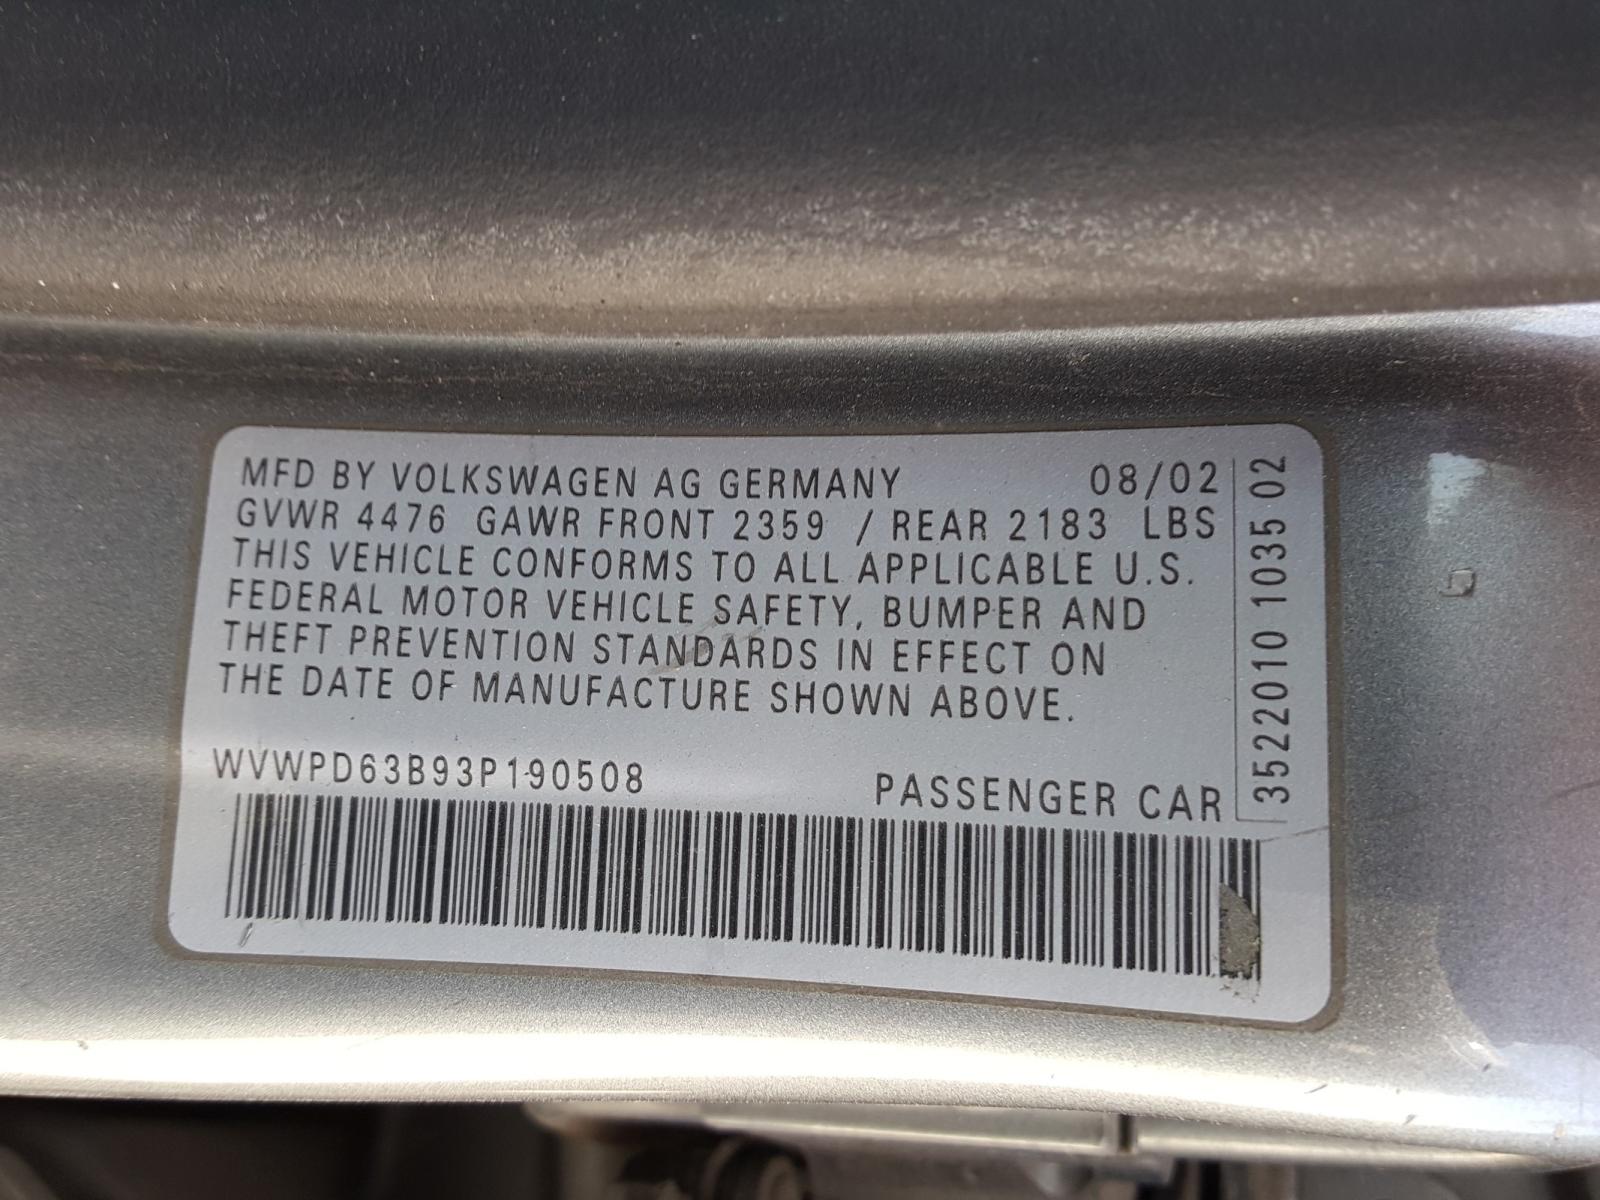 MFD BY VOLKSWAGEN AG GERMANY 08/02
GVWR 4476 GAWR FRONT 2359 / REAR 2183 LBS
THIS VEHICLE CONFORMS TO ALL APPLICABLE U.S.
FEDERAL MOTOR VEHICLE SAFETY, BUMPER AND
THEFT PREVENTION STANDARDS IN EFFECT ON
THE DATE OF MANUFACTURE SHOWN ABOVE.
WVWPD63B93P190508 PASSENGER CAR
3522010 1035 02